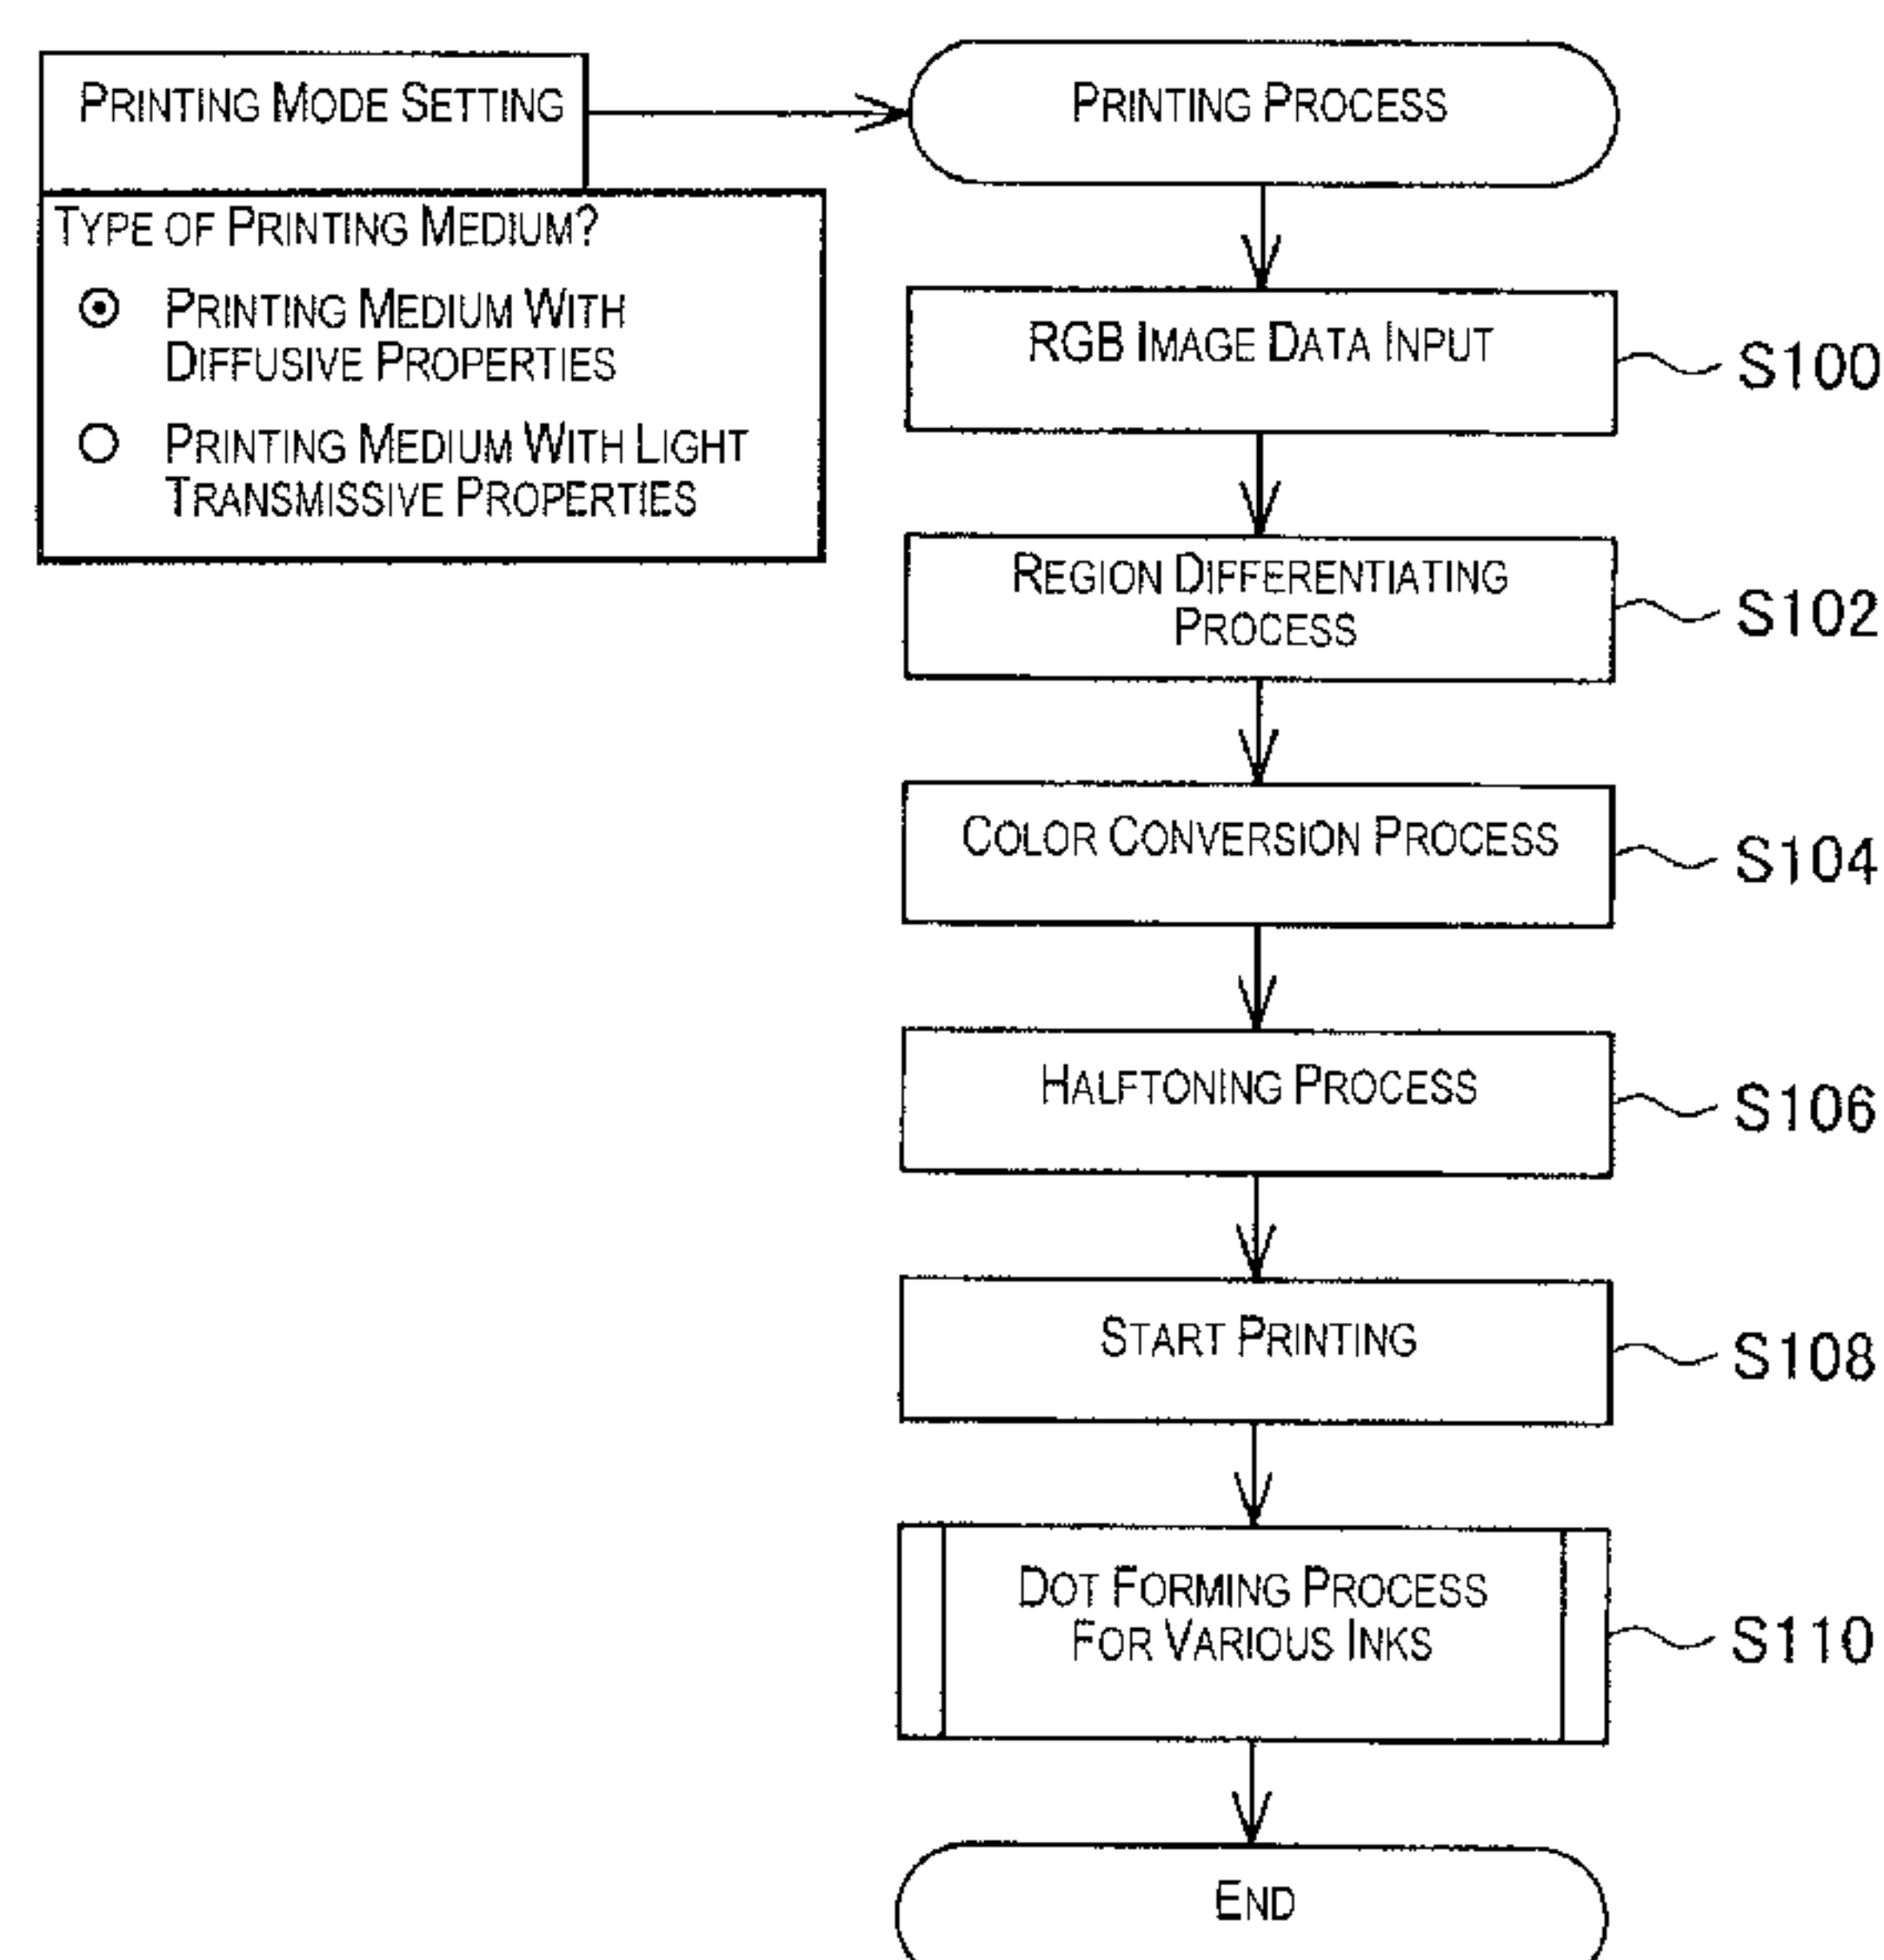 PRINTING MODE SETTING
TYPE OF PRINTING MEDIUM?
PRINTING MEDIUM WITH
DIFFUSIVE PROPERTIES
PRINTING MEDIUM WITH LIGHT
TRANSMISSIVE PROPERTIES
PRINTING PROCESS
RGB IMAGE DATA INPUT
S100
REGION DIFFERENTIATING
PROCESS
S102
COLOR CONVERSION PROCESS
S104
HALFTONING PROCESS
S106
START PRINTING
S108
DOT FORMING PROCESS
FOR VARIOUS INKS
S110
END